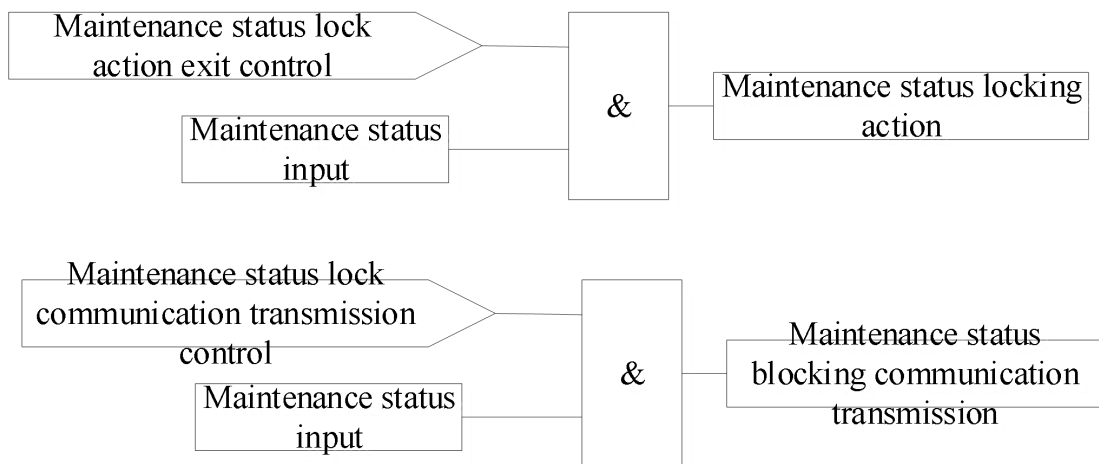 Maintenance status lock
action exit control
&
Maintenance status locking
action
Maintenance status
input
Maintenance status lock
communication transmission
control
&
Maintenance status
blocking communication
transmission
Maintenance status
input